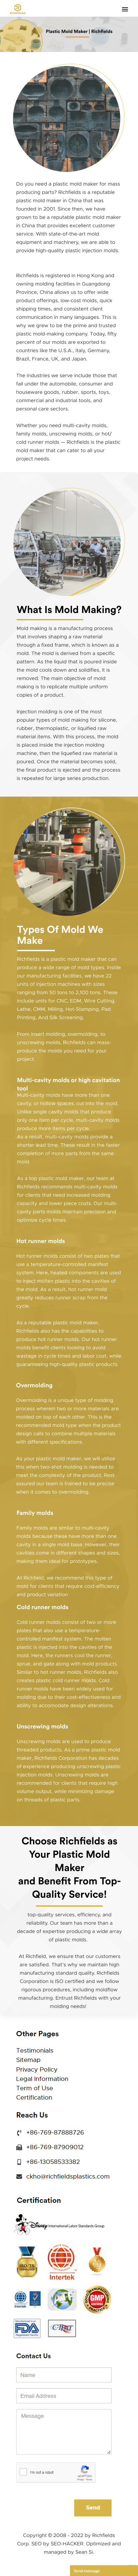 Plastic Mold Maker | Richfields
Do you need a plastic mold maker for mass
producing parts? Richfields is a reputable
plastic mold maker in China that was
founded in 2001. Since then, we have
grown to be a reputable plastic mold maker
in China that provides excellent customer
service. With state-of-the-art mold
equipment and machinery, we are able to
provide high-quality plastic injection molds.
Richfields is registered in Hong Kong and
owning molding facilities in Guangdong
Province, China allows us to offer wide
product offerings, low-cost molds, quick
shipping times, and consistent client
communication in many languages. This is
why we are one to be the prime and trusted
plastic mold making company. Today, fifty
percent of our molds are exported to
countries like the U.S.A., Italy, Germany,
Brazil, France, UK, and Japan.
The industries we serve include those that
fall under the automobile, consumer and
houseware goods, rubber, sports, toys,
commercial and industrial tools, and
personal care sectors.
Whether you need multi-cavity molds,
family molds, unscrewing molds, or hot/
cold runner molds — Richfields is the plastic
mold maker that can cater to all your
project needs.
What Is Mold Making?
Mold making is a manufacturing process
that involves shaping a raw material
through a fixed frame, which is known as a
mold. The mold is derived from a specific
pattern. As the liquid that is poured into
the mold cools down and solidifies, it is
removed. The main objective of mold
making is to replicate multiple uniform
copies of a product.
Injection molding is one of the most
popular types of mold making for silicone,
rubber, thermoplastic, or liquified raw
material items. With this process, the mold
is placed inside the injection molding
machine, then the liquefied raw material is
poured. Once the material becomes solid,
the final product is ejected and the process
is repeated for large series production.
Types Of Mold We
Make
Richfields is a plastic mold maker that can
produce a wide range of mold types. Inside
our manufacturing facilities, we have 22
units of injection machines with sizes
ranging from 50 tons to 2,100 tons. These
include units for CNC, EDM, Wire Cutting,
Lathe, CMM, Milling, Hot-Stamping, Pad
Printing, And Silk Screening.
From insert molding, overmolding, to
unscrewing molds, Richfields can mass-
produce the molds you need for your
project.
Multi-cavity molds or high cavitation
tool
Multi-cavity molds have more than one
cavity or hollow spaces, cut into the mold.
Unlike single cavity molds that produce
only one item per cycle, multi-cavity molds
produce more items per cycle.
As a result, multi-cavity molds provide a
shorter lead time. These result in the faster
completion of more parts from the same
mold.
As a top plastic mold maker, our team at
Richfields recommends multi-cavity molds
for clients that need increased molding
capacity and lower piece costs. Our multi-
cavity parts molds maintain precision and
optimize cycle times.
Hot runner molds
Hot runner molds consist of two plates that
use a temperature-controlled manifold
system. Here, heated components are used
to inject molten plastic into the cavities of
the mold. As a result, hot runner mold
greatly reduces runner scrap from the
cycle.
As a reputable plastic mold maker,
Richfields also has the capabilities to
produce hot runner molds. Our hot runner
molds benefit clients looking to avoid
wastage in cycle times and labor cost, while
guaranteeing high-quality plastic products.
Overmolding
Overmolding is a unique type of molding
process wherein two or more materials are
molded on top of each other. This is the
recommended mold type when the product
design calls to combine multiple materials
with different specifications.
As your plastic mold maker, we will utilize
this when two-shot molding is needed to
meet the complexity of the product. Rest
assured our team is trained to be precise
when it comes to overmolding.
Family molds
Family molds are similar to multi-cavity
molds because these have more than one
cavity in a single mold base. However, their
cavities come in different shapes and sizes,
making them ideal for prototypes.
At Richfield, we recommend this type of
mold for clients that require cost-efficiency
and product variation.
Cold runner molds
Cold runner molds consist of two or more
plates that also use a temperature-
controlled manifold system. The molten
plastic is injected into the cavities of the
mold. Here, the runners cool the runner,
sprue, and gate along with mold products.
Similar to hot runner molds, Richfields also
creates plastic cold runner molds. Cold
runner molds have been widely used for
molding due to their cost-effectiveness and
ability to accomodate design alterations.
Unscrewing molds
Unscrewing molds are used to produce
threaded products. As a prime plastic mold
maker, Richfields Corporation has decades
of experience producing unscrewing plastic
injection molds. Unscrewing molds are
recommended for clients that require high
volume output, while minimizing damage
on threads of plastic parts.
Choose Richfields as
Your Plastic Mold
Maker
and Benefit From Top-
Quality Service!
top-quality services, efficiency, and
reliability. Our team has more than a
decade of expertise producing a wide array
of plastic molds.
At Richfield, we ensure that our customers
are satisfied. That's why we maintain high
manufacturing standard quality. Richfields
Corporation is ISO certified and we follow
rigorous procedures, including moldflow
manufacturing. Entrust Richfields with your
molding needs!
Other Pages
Testimonials
Sitemap
Privacy Policy
Legal Information
Term of Use
Certification
Reach Us
+86-769-87888726
+86-769-87909012
+86-13058533382
ckho@richfieldsplastics.com
Certification
Disney International Labor Standards Group
Intertek
Intertek
GMP
FDA
Contact Us
Name
Email Address
Message
I'm not a robot
Send
Copyright © 2008 - 2022 by Richfields
Corp. SEO by SEO HACKER. Optimized and
managed by Sean Si.
Send message